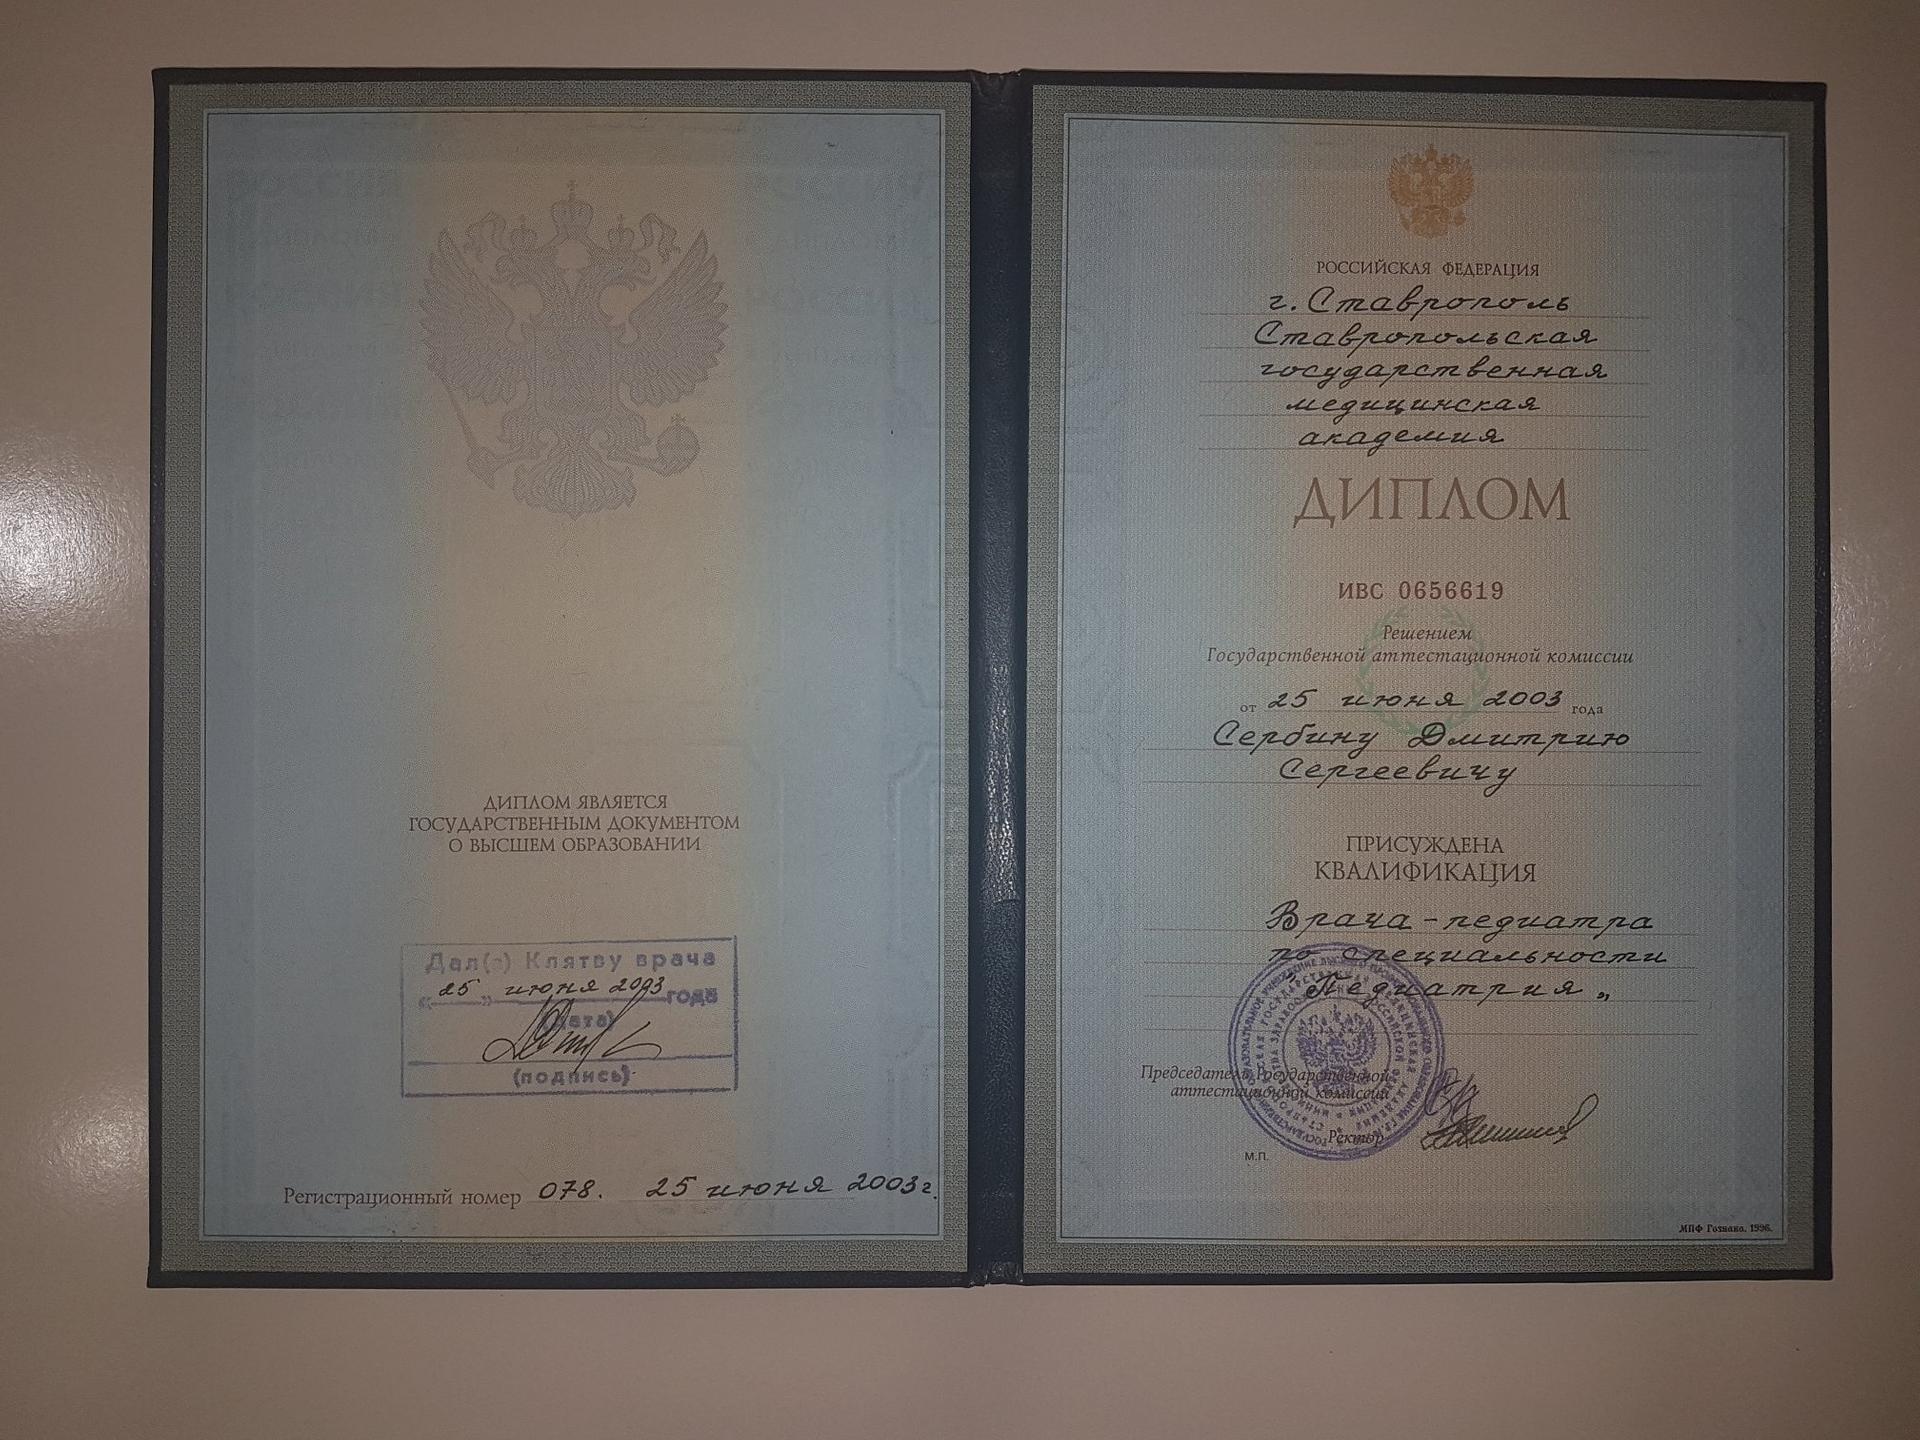 ДИПЛОМ ЯВЛЯЕТСЯ
ГОСУДАРСТВЕННЫМ ДОКУМЕНТОМ
О ВЫСШЕМ ОБРАЗОВАНИИ
Дал(а) Клятву врача
«25» июня 2003 года
(дата)
(подпись)
Регистрационный номер 078. 25 июня 2003г.
РОССИЙСКАЯ ФЕДЕРАЦИЯ
г. Ставрополь
Ставропольская
государственная
медицинская
академия
ДИПЛОМ
ИВС 0656619
Решением
Государственной аттестационной комиссии
от 25 июня 2003 года
Сербину Дмитрию
Сергеевичу
ПРИСУЖДЕНА
КВАЛИФИКАЦИЯ
Врача-педиатра
по специальности
"Педиатрия„
Председатель Государственной
аттестационной комиссии
Ректор
М.П.
МПФ Гознака. 1996.